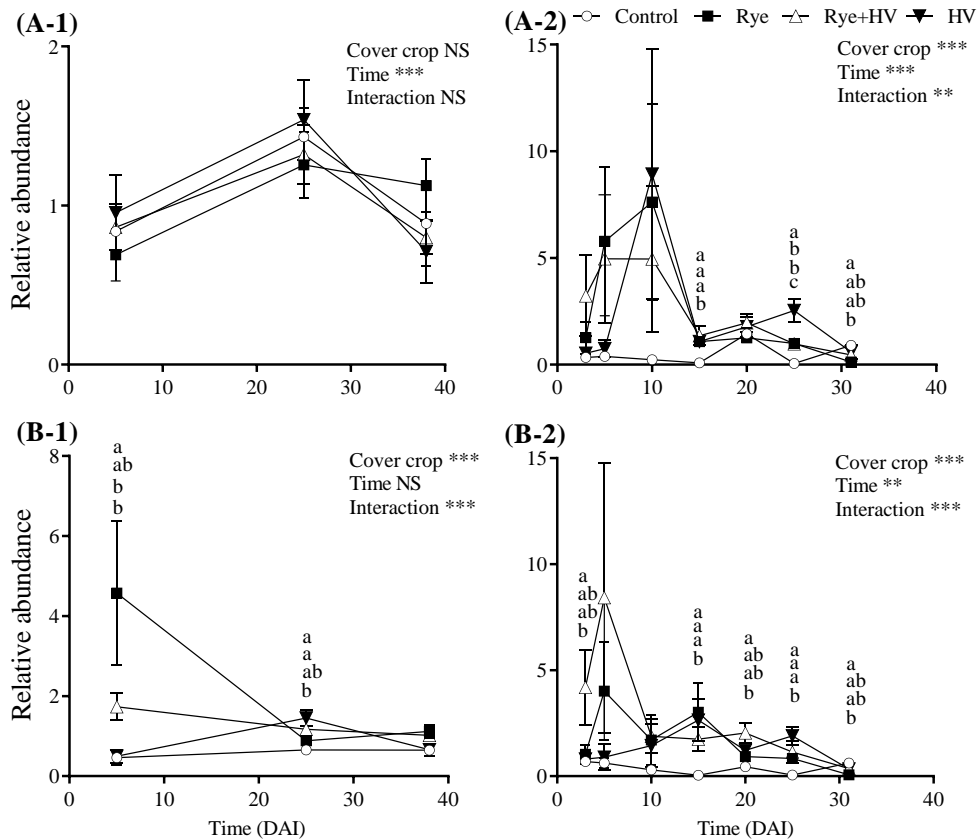 (A-1)
(A-2)
Control Rye Rye+HV HV
2
1
0
Relative abundance
Cover crop NS
Time ***
Interaction NS
0 10 20 30 40
15
10
5
0
Cover crop ***
Time ***
Interaction **
a
a
a
b
a
b
b
c
a
ab
ab
b
0 10 20 30 40
(B-1)
(B-2)
8
6
4
2
0
Relative abundance
a
ab
b
b
a
a
ab
b
Cover crop ***
Time NS
Interaction ***
0 10 20 30 40
Time (DAI)
15
10
5
0
Cover crop ***
Time **
Interaction ***
a
ab
ab
b
a
a
a
b
a
ab
ab
b
a
a
a
b
a
ab
ab
b
0 10 20 30 40
Time (DAI)